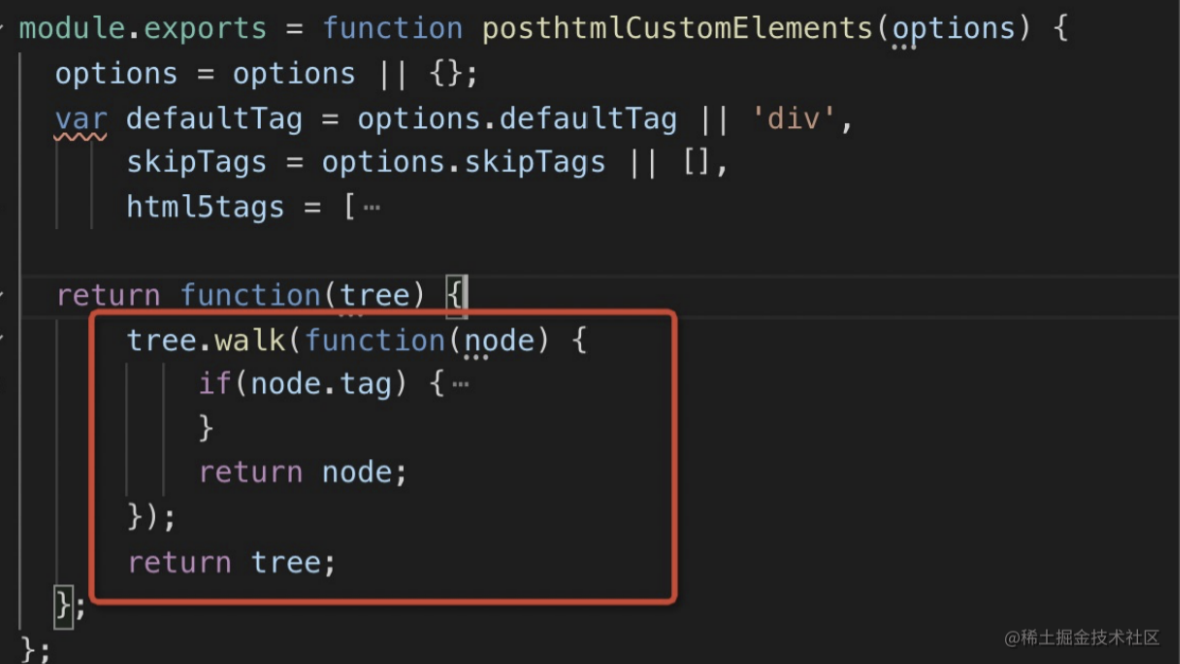 module.exports = function posthtmlCustomElements(options) {
options = options || {};
var defaultTag = options.defaultTag || 'div',
skipTags = options.skipTags || [],
html5tags = [⋯
return function(tree) {
tree.walk(function(node) {
if(node.tag) {⋯
}
return node;
});
return tree;
};
};
@稀土掘金技术社区